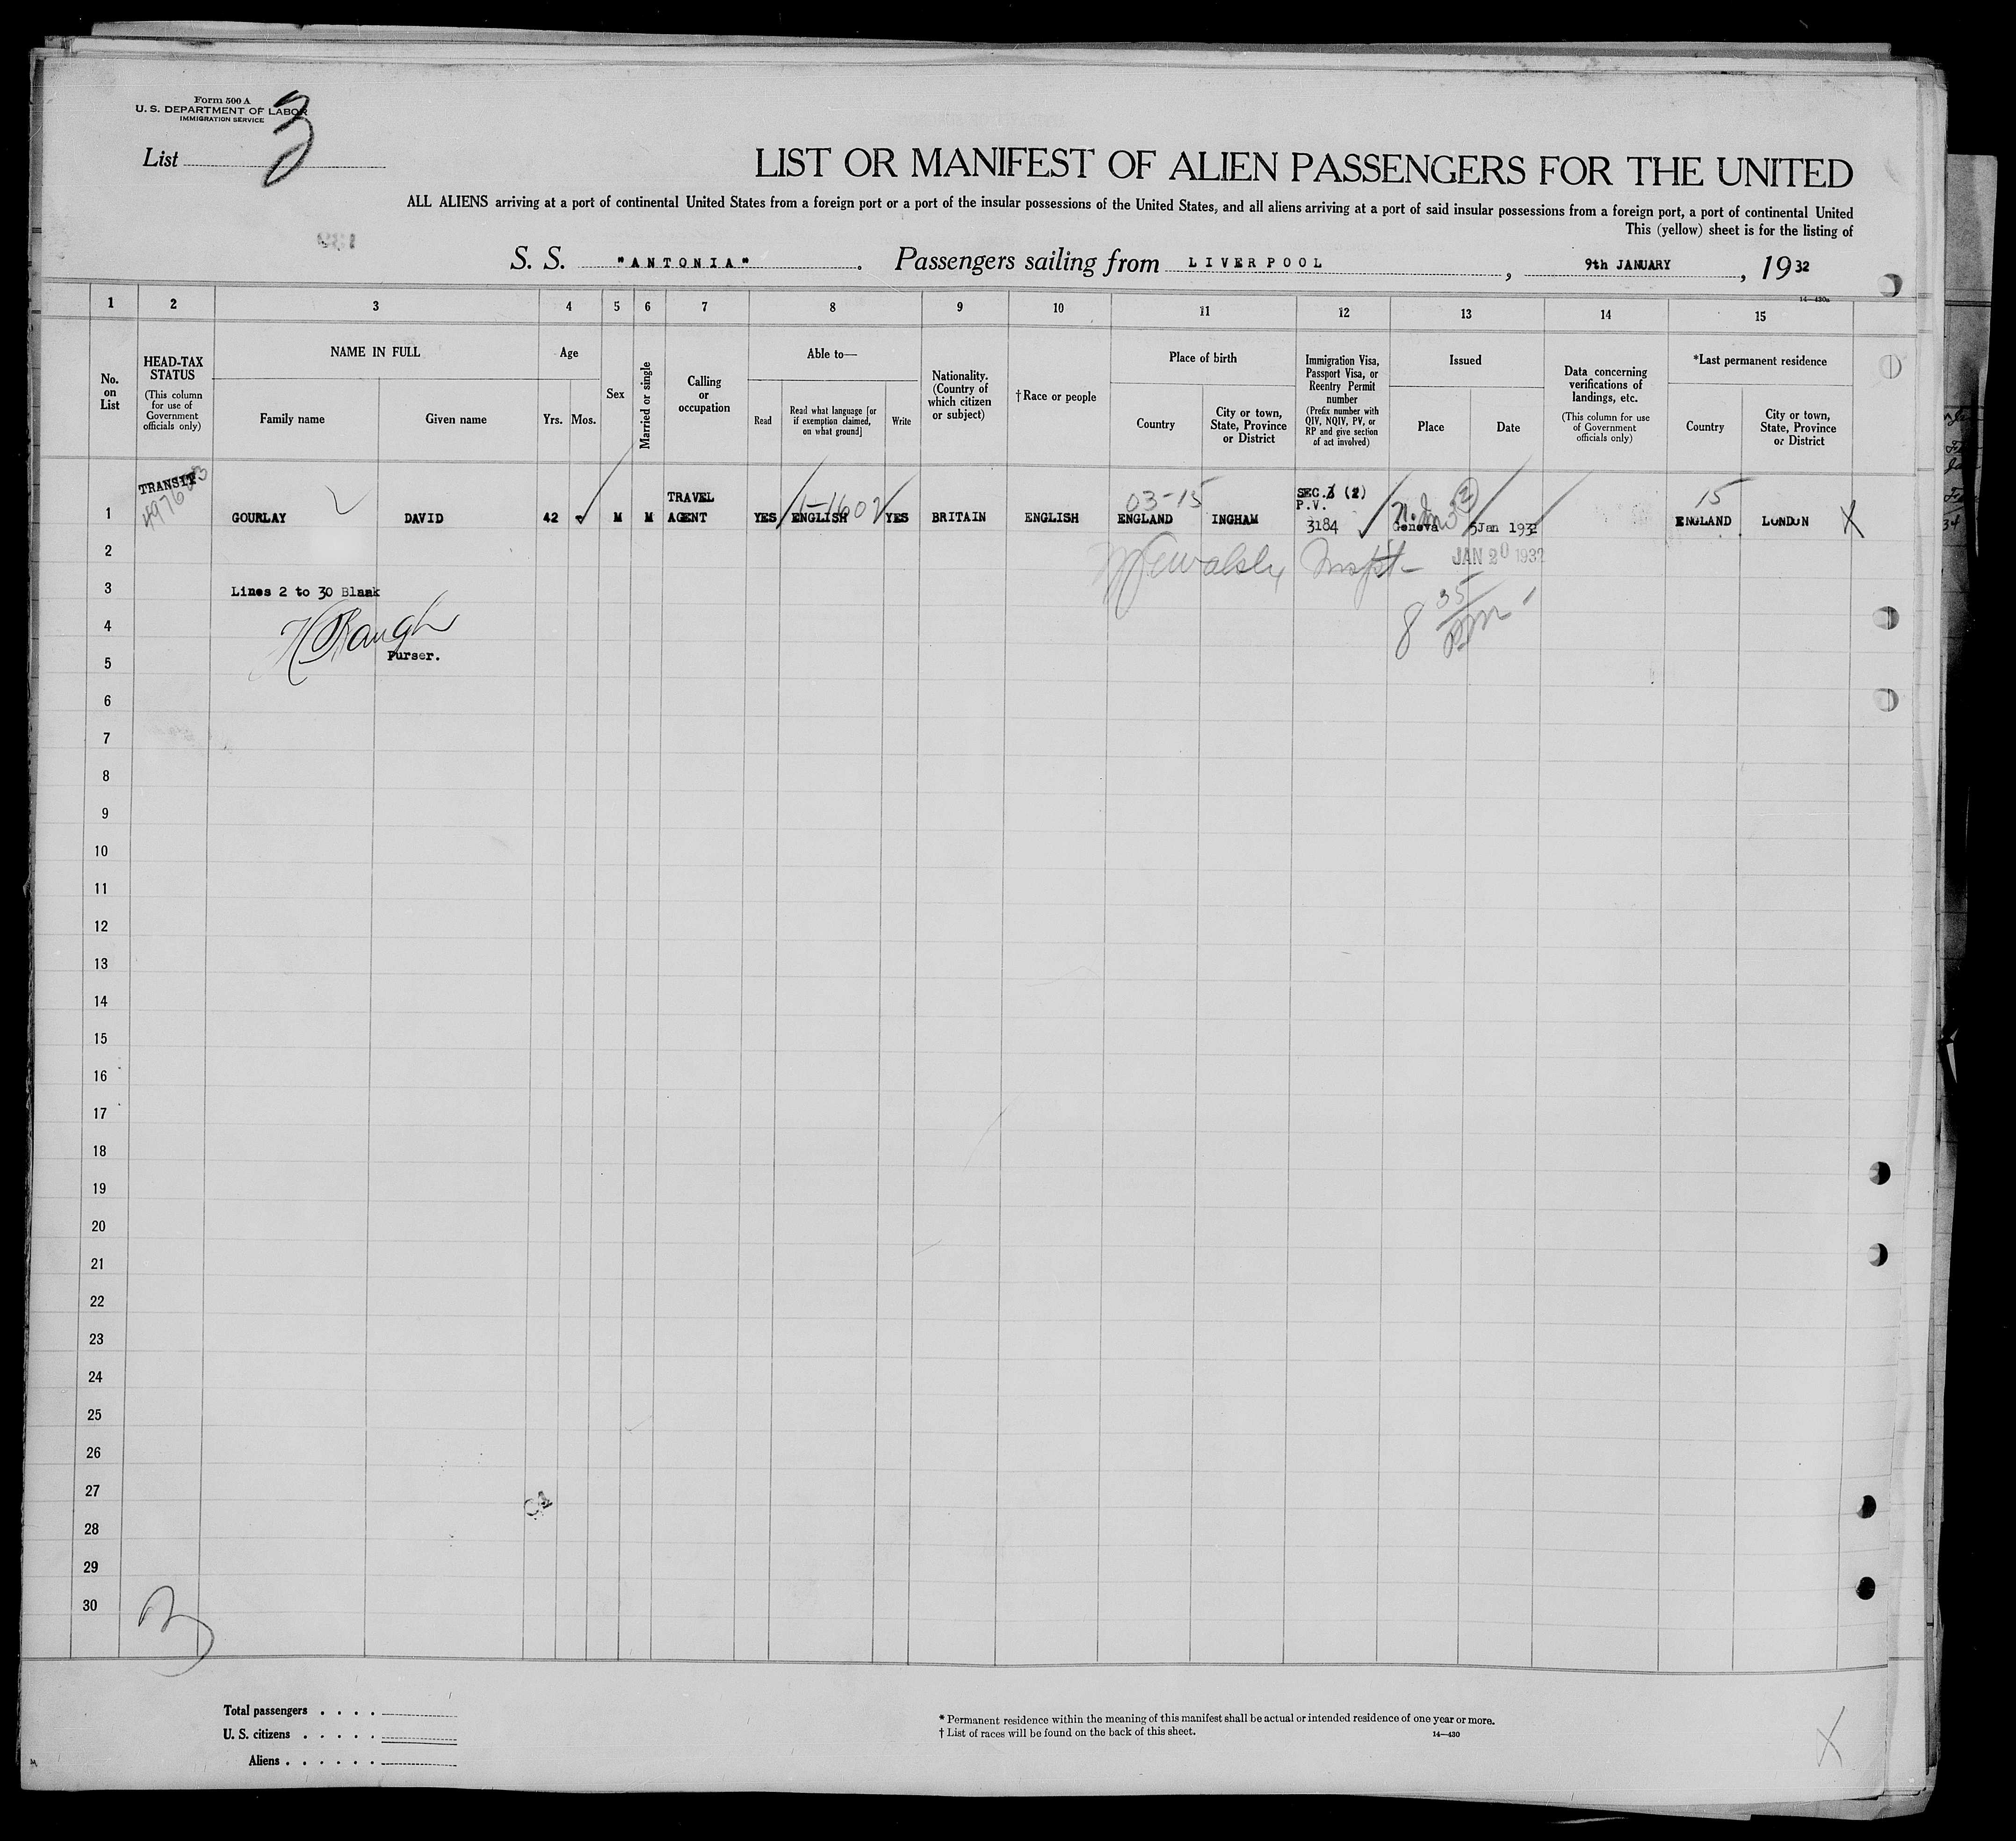 Form 500 A
U. S. DEPARTMENT OF LABOR
IMMIGRATION SERVICE
List 3
LIST OR MANIFEST OF ALIEN PASSENGERS FOR THE UNITED
ALL ALIENS arriving at a port of continental United States from a foreign port or a port of the insular possessions of the United States, and all aliens arriving at a port of said insular possessions from a foreign port, a port of continental United
This (yellow) sheet is for the listing of
S. S. "ANTONIA". Passengers sailing from LIVERPOOL, 9th JANUARY, 1932
14—430a
1 2 3 4 5 6 7 8 9 10 11 12 13 14 15
No. on List
HEAD-TAX STATUS
(This column for use of Government officials only)
NAME IN FULL
Family name
Given name
Age
Yrs.
Mos.
Sex
Married or single
Calling or occupation
Able to—
Read
Read what language [or if exemption claimed, on what ground]
Write
Nationality. (Country of which citizen or subject)
†Race or people
Place of birth
Country
City or town, State, Province or District
Immigration Visa, Passport Visa, or Reentry Permit number
(Prefix number with QIV, NQIV, PV, or RP and give section of act involved)
Issued
Place
Date
Data concerning verifications of landings, etc.
(This column for use of Government officials only)
*Last permanent residence
Country
City or town, State, Province or District
TRANSIT
TRAVEL
03-15
SEC.3 (2)
P.V.
15
1 GOURLAY DAVID 42 M M AGENT YES ENGLISH YES BRITAIN ENGLISH ENGLAND INGHAM 3184 Geneva 5Jan 1932 ENGLAND LONDON
2
JAN 20 1932
3 Lines 2 to 30 Blank
8 35 PM
4
Purser.
5
6
7
8
9
10
11
12
13
14
15
16
17
18
19
20
21
22
23
24
25
26
27
28
29
30
Total passengers . . . .
U. S. citizens . . . . .
Aliens . . . . . .
* Permanent residence within the meaning of this manifest shall be actual or intended residence of one year or more.
† List of races will be found on the back of this sheet.
14—430